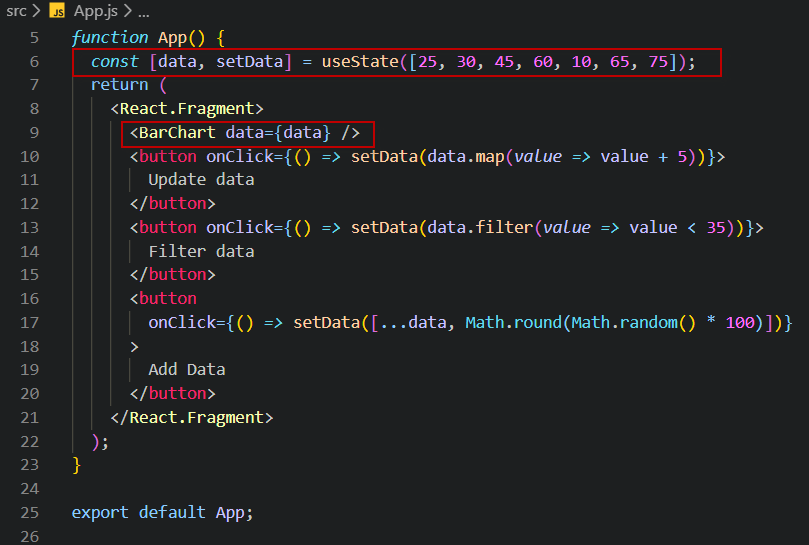 src > JS App.js > ...
5 function App() {
6 const [data, setData] = useState([25, 30, 45, 60, 10, 65, 75]);
7 return (
8 <React.Fragment>
9 <BarChart data={data} />
10 <button onClick={() => setData(data.map(value => value + 5))}>
11 Update data
12 </button>
13 <button onClick={() => setData(data.filter(value => value < 35))}>
14 Filter data
15 </button>
16 <button
17 onClick={() => setData([...data, Math.round(Math.random() * 100)])}
18 >
19 Add Data
20 </button>
21 </React.Fragment>
22 );
23 }
24
25 export default App;
26